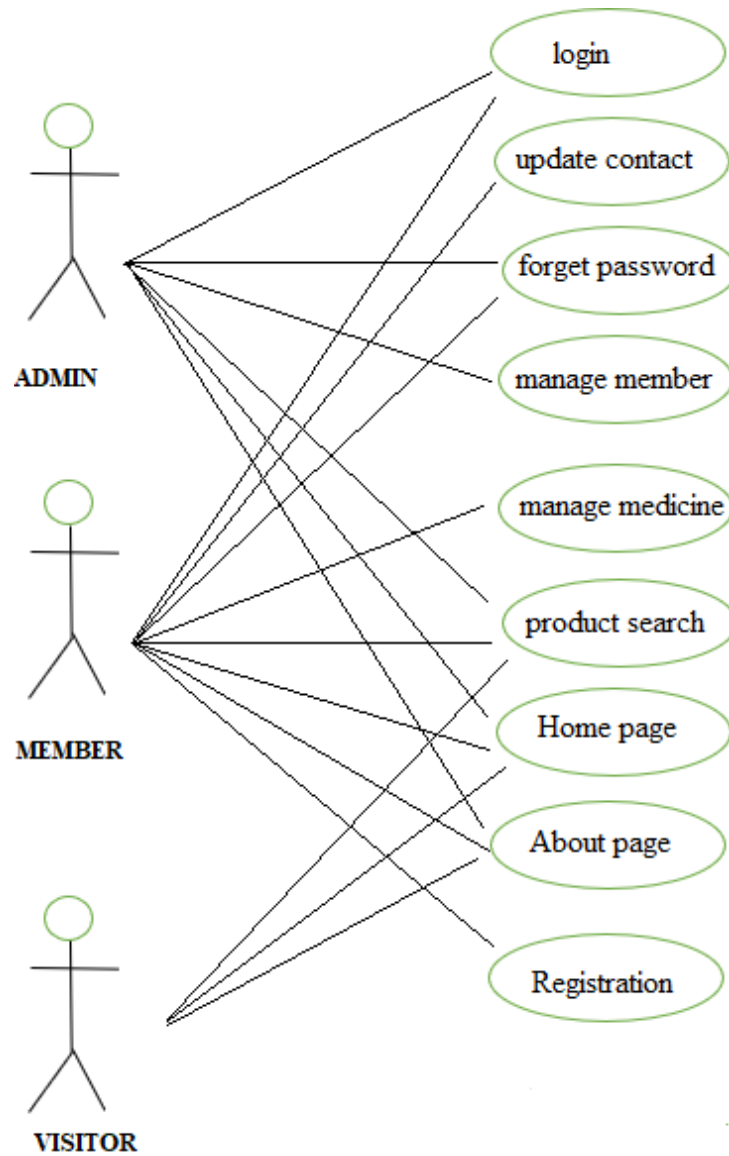 login
update contact
forget password
ADMIN
manage member
manage medicine
product search
MEMBER
Home page
About page
Registration
VISITOR